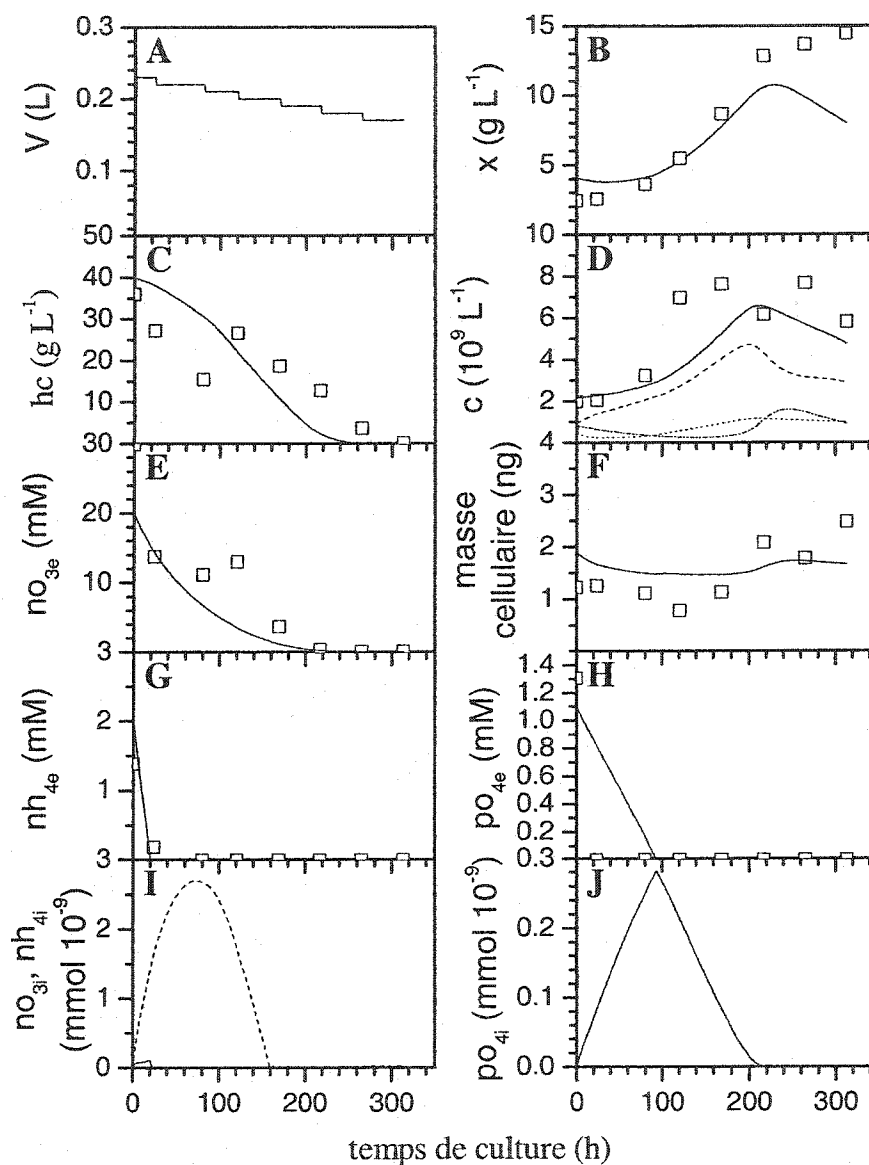 A
V (L)
0.3
0.2
0.1
B
x (g L-1)
15
10
5
10
C
hc (g L-1)
50
40
30
20
10
30
D
c (10^9 L-1)
8
6
4
2
4
E
no3e (mM)
20
10
3
F
masse
cellulaire (ng)
3
2
1
G
nh4e (mM)
2
1
3
H
po4e (mM)
1.4
1.2
1.0
0.8
0.6
0.4
0.2
0.3
I
no3i, nh4i
(mmol 10-9)
2
1
0
0 100 200 300
J
po4i (mmol 10-9)
0.2
0.1
0.0
0 100 200 300
temps de culture (h)